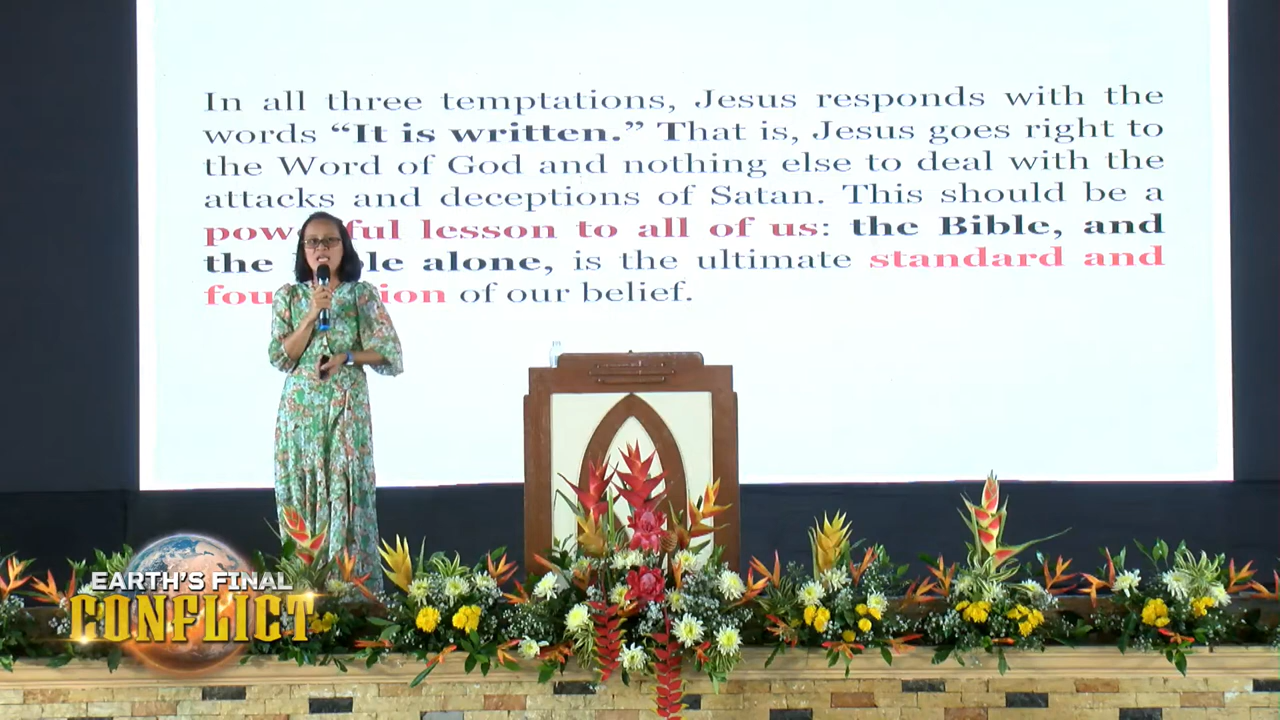 In all three temptations, Jesus responds with the
words “It is written.” That is, Jesus goes right to
the Word of God and nothing else to deal with the
attacks and deceptions of Satan. This should be a
lesson to all of us: the Bible, and
the alone, is the ultimate standard and
of our belief.
EARTH'S FINAL
CONFLICT